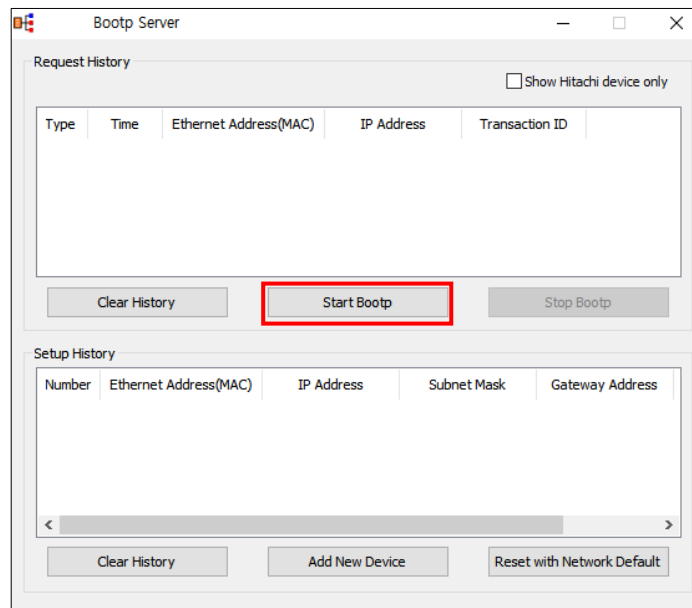 Bootp Server
Request History
Show Hitachi device only
Type Time Ethernet Address(MAC) IP Address Transaction ID
Clear History Start Bootp Stop Bootp
Setup History
Number Ethernet Address(MAC) IP Address Subnet Mask Gateway Address
Clear History Add New Device Reset with Network Default